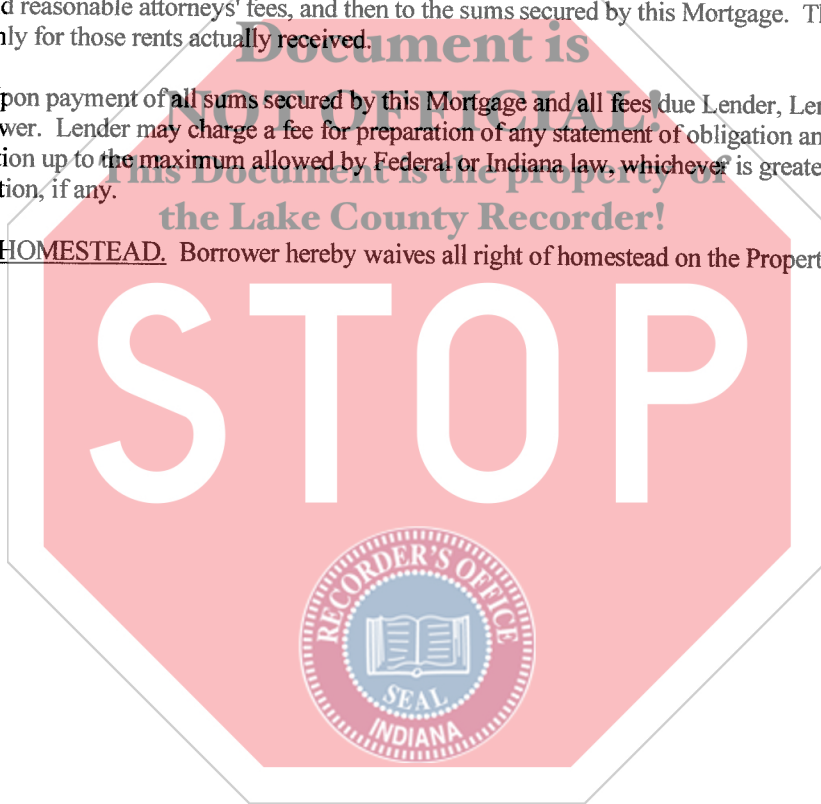 d reasonable attorneys' fees, and then to the sums secured by this Mortgage.
nly for those rents actually received.
Document is
pon payment of all sums secured by this Mortgage and all fees due Lender,
NOT OFFICIAL!
wer. Lender may charge a fee for preparation of any statement of obligation
ion up to the maximum allowed by Federal or Indiana law, whichever is
This Document is the property of
tion, if any.
the Lake County Recorder!
HOMESTEAD. Borrower hereby waives all right of homestead on the
STOP
RECORDER'S OFFICE
SEAL
INDIANA